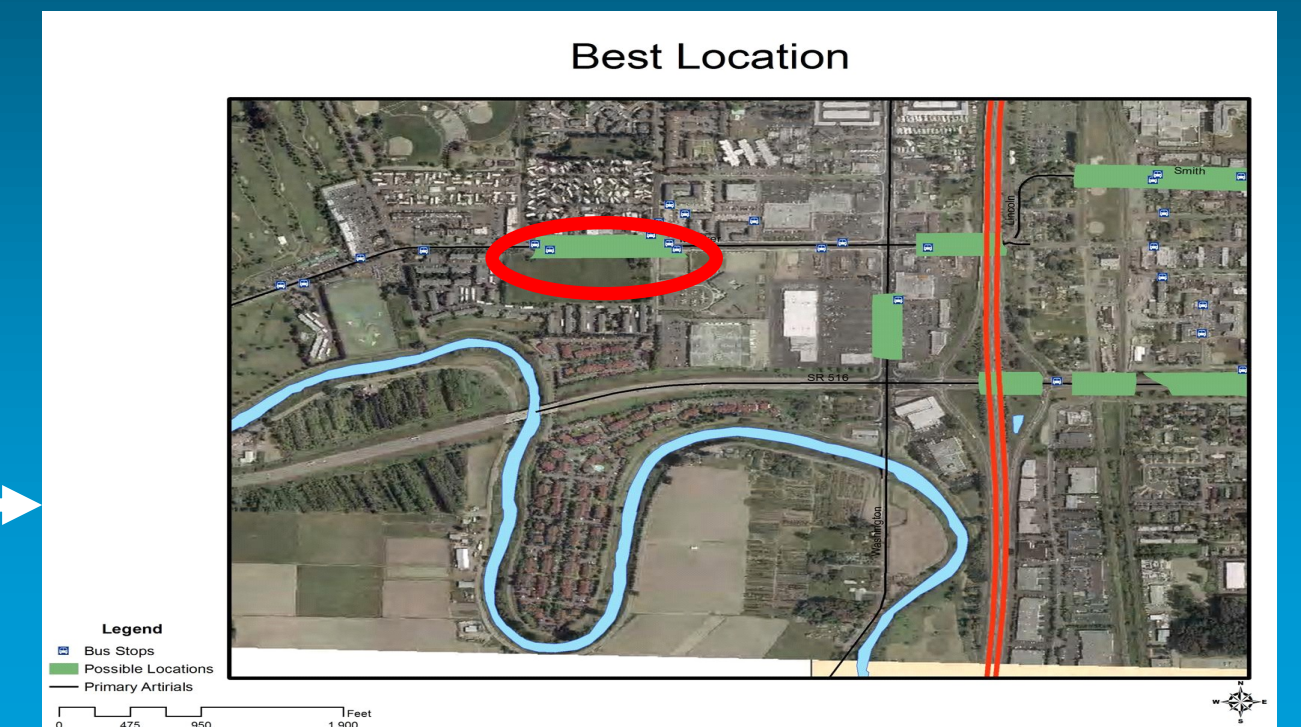 Best Location
Smith
Lincoln
SR 516
Washington
Legend
Bus Stops
Possible Locations
Primary Artirials
Feet
0 475 950 1,900
N
W E
S